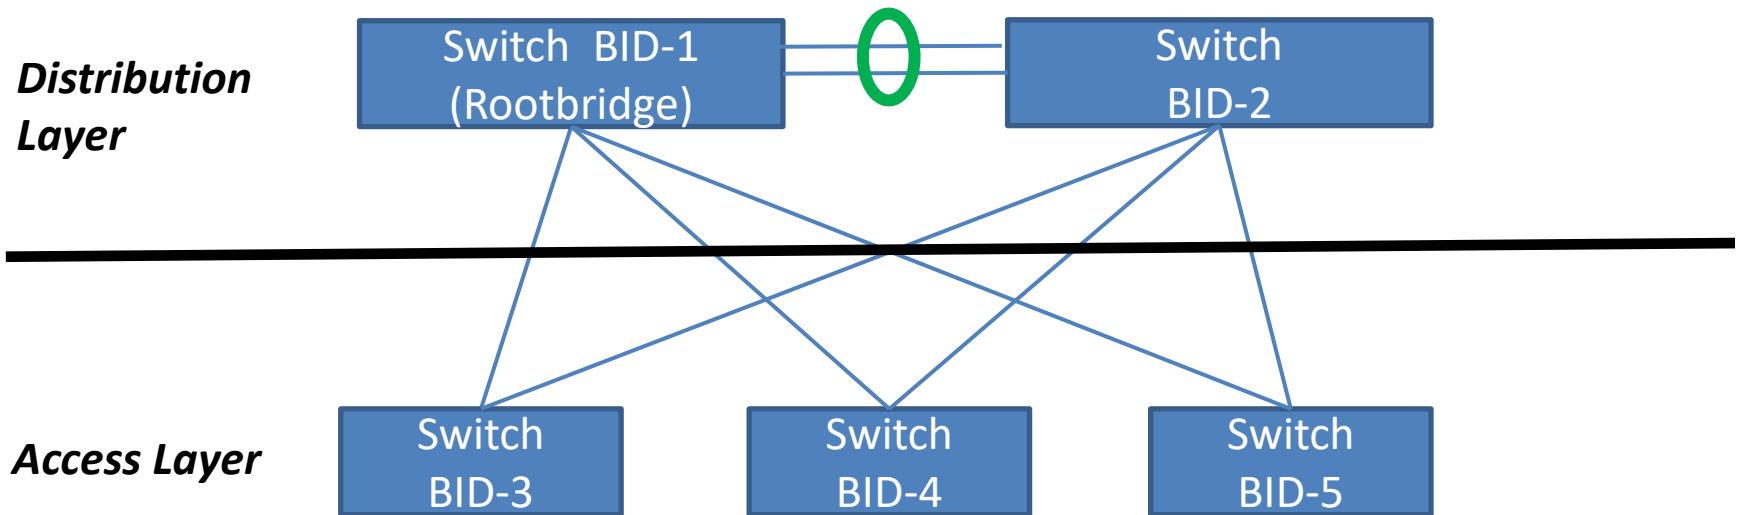 Distribution
Layer
Switch  BID-1
(Rootbridge)
Switch
BID-2
Access Layer
Switch
BID-3
Switch
BID-4
Switch
BID-5